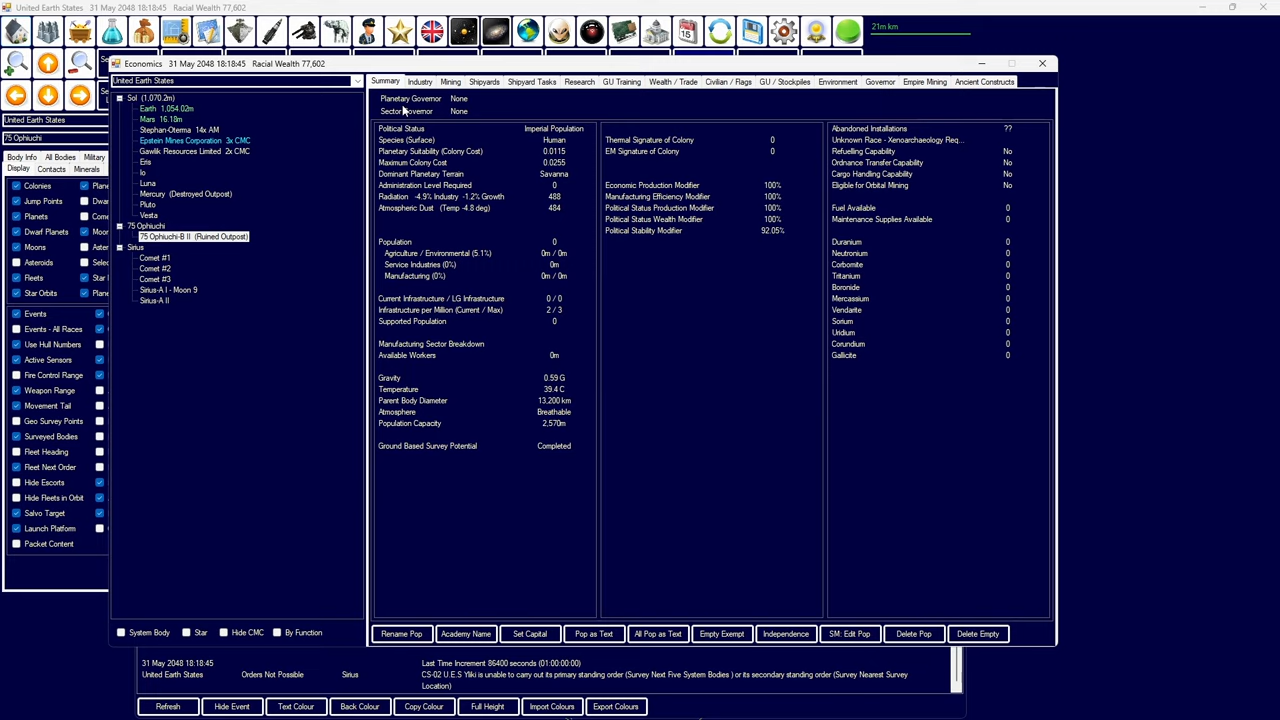 United Earth States   31 May 2048 18:18:45   Racial Wealth 77,602
21m km
United Earth States
75 Ophiuchi
Body Info   All Bodies   Military
Display   Contacts   Minerals
Colonies
Jump Points
Planets
Dwarf Planets
Moons
Asteroids
Fleets
Star Orbits
Events
Events - All Races
Use Hull Numbers
Active Sensors
Fire Control Range
Weapon Range
Movement Tail
Geo Survey Points
Surveyed Bodies
Fleet Heading
Fleet Next Order
Hide Escorts
Hide Fleets in Orbit
Salvo Target
Launch Platform
Packet Content
Economics   31 May 2048 18:18:45   Racial Wealth 77,602
United Earth States
Sol (1,070.2m)
Earth 1,054.02m
Mars 16.18m
Stephan-Oterma 14x AM
Epstein Mines Corporation 3x CMC
Gawlik Resources Limited 2x CMC
Eris
Io
Luna
Mercury (Destroyed Outpost)
Pluto
Vesta
75 Ophiuchi
75 Ophiuchi-B II (Ruined Outpost)
Sirius
Comet #1
Comet #2
Comet #3
Sirius-A I - Moon 9
Sirius-A II
System Body   Star   Hide CMC   By Function
Summary   Industry   Mining   Shipyards   Shipyard Tasks   Research   GU Training   Wealth / Trade   Civilian / Flags   GU / Stockpiles   Environment   Governor   Empire Mining   Ancient Constructs
Planetary Governor   None
Sector Governor   None
Political Status   Imperial Population
Species (Surface)   Human
Planetary Suitability (Colony Cost)   0.0115
Maximum Colony Cost   0.0255
Dominant Planetary Terrain   Savanna
Administration Level Required   0
Radiation -4.9% Industry -1.2% Growth   488
Atmospheric Dust (Temp -4.8 deg)   484
Population   0
Agriculture / Environmental (5.1%)   0m / 0m
Service Industries (0%)   0m
Manufacturing (0%)   0m / 0m
Current Infrastructure / LG Infrastructure   0 / 0
Infrastructure per Million (Current / Max)   2 / 3
Supported Population   0
Manufacturing Sector Breakdown
Available Workers   0m
Gravity   0.59 G
Temperature   39.4 C
Parent Body Diameter   13,200 km
Atmosphere   Breathable
Population Capacity   2,570m
Ground Based Survey Potential   Completed
Thermal Signature of Colony   0
EM Signature of Colony   0
Economic Production Modifier   100%
Manufacturing Efficiency Modifier   100%
Political Status Production Modifier   100%
Political Status Wealth Modifier   100%
Political Stability Modifier   92.05%
Abandoned Installations   ??
Unknown Race - Xenoarchaeology Req...
Refuelling Capability   No
Ordnance Transfer Capability   No
Cargo Handling Capability   No
Eligible for Orbital Mining   No
Fuel Available   0
Maintenance Supplies Available   0
Duranium   0
Neutronium   0
Corbomite   0
Tritanium   0
Boronide   0
Mercassium   0
Vendarite   0
Sorium   0
Uridium   0
Corundium   0
Gallicite   0
Rename Pop   Academy Name   Set Capital   Pop as Text   All Pop as Text   Empty Exempt   Independence   SM: Edit Pop   Delete Pop   Delete Empty
31 May 2048 18:18:45   Last Time Increment 86400 seconds (01:00:00:00)
United Earth States   Orders Not Possible   Sirius   CS-02 U.E.S Yliki is unable to carry out its primary standing order (Survey Next Five System Bodies ) or its secondary standing order (Survey Nearest Survey
Location)
Refresh   Hide Event   Text Colour   Back Colour   Copy Colour   Full Height   Import Colours   Export Colours